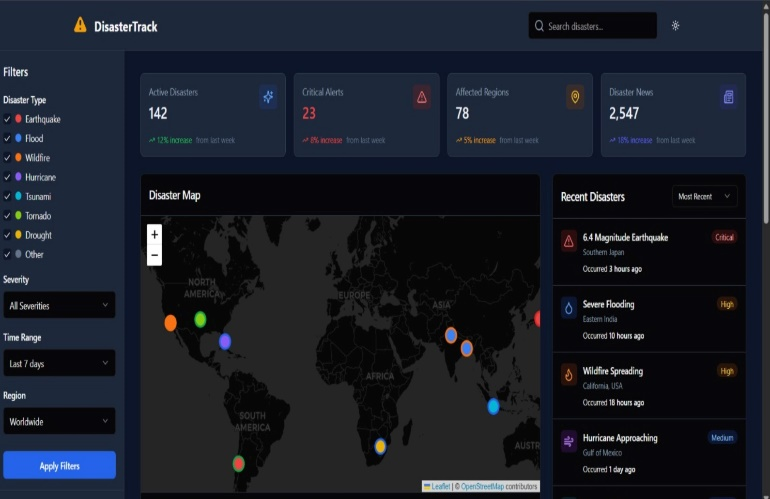 DisasterTrack
Search disasters...
Filters
Disaster Type
Earthquake
Flood
Wildfire
Hurricane
Tsunami
Tornado
Drought
Other
Severity
All Severities
Time Range
Last 7 days
Region
Worldwide
Apply Filters
Active Disasters
142
12% increase from last week
Critical Alerts
23
8% increase from last week
Affected Regions
78
5% increase from last week
Disaster News
2,547
18% increase from last week
Disaster Map
+
−
NORTH
AMERICA
EUROPE
ASIA
AFRICA
SOUTH
AMERICA
AUSTR
Leaflet | © OpenStreetMap contributors
Recent Disasters
Most Recent
6.4 Magnitude Earthquake
Critical
Southern Japan
Occurred 3 hours ago
Severe Flooding
High
Eastern India
Occurred 10 hours ago
Wildfire Spreading
High
California, USA
Occurred 18 hours ago
Hurricane Approaching
Medium
Gulf of Mexico
Occurred 1 day ago